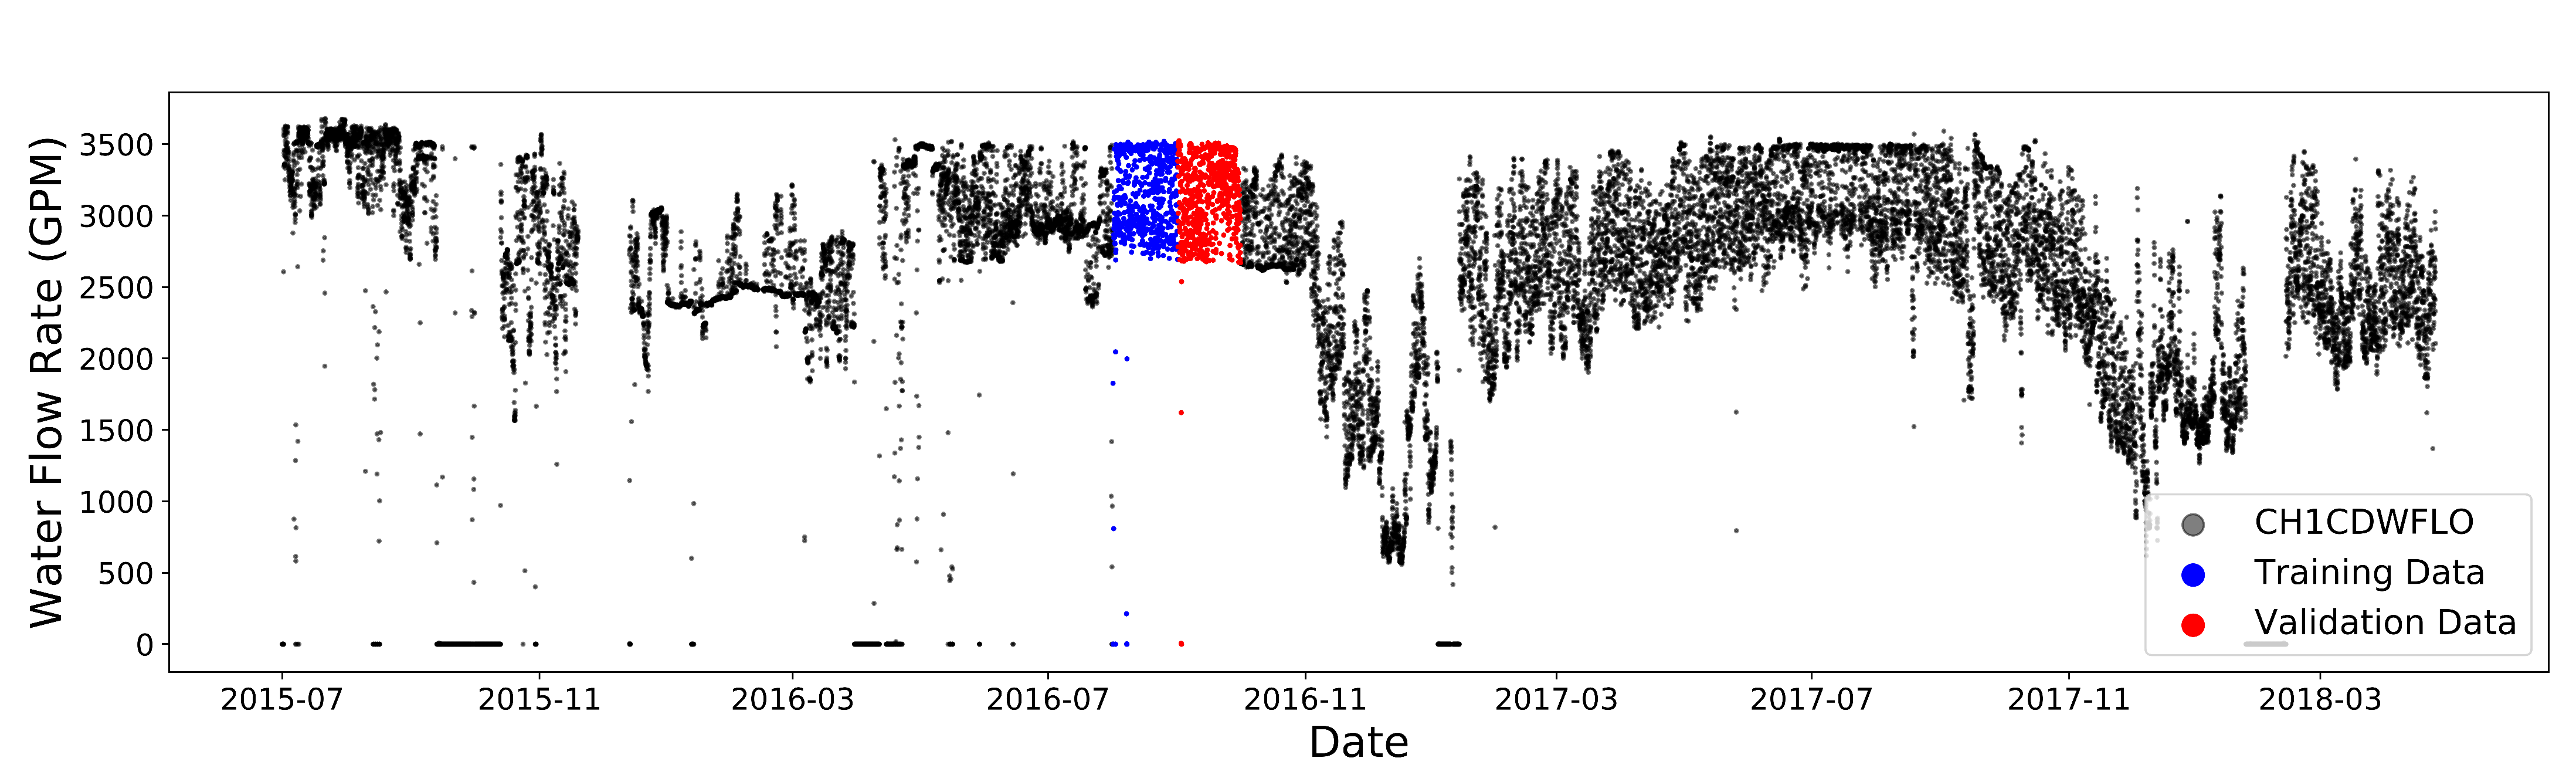 Water Flow Rate (GPM)
3500
3000
2500
2000
1500
1000
500
0
CH1CDWFLO
Training Data
Validation Data
2015-07 2015-11 2016-03 2016-07 2016-11 2017-03 2017-07 2017-11 2018-03
Date